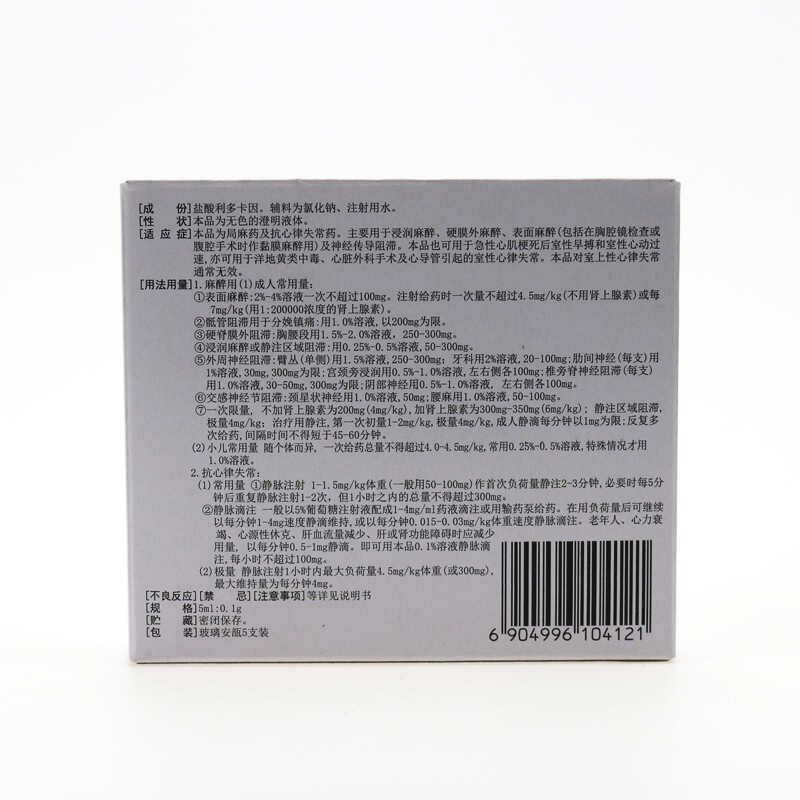 [成　份]盐酸利多卡因。辅料为氯化钠、注射用水。
[性　状]本品为无色的澄明液体。
[适 应 症]本品为局麻药及抗心律失常药。主要用于浸润麻醉、硬膜外麻醉、表面麻醉(包括在胸腔镜检查或
腹腔手术时作黏膜麻醉用)及神经传导阻滞。本品也可用于急性心肌梗死后室性早搏和室性心动过
速,亦可用于洋地黄类中毒、心脏外科手术及心导管引起的室性心律失常。本品对室上性心律失常
通常无效。
[用法用量]1.麻醉用(1)成人常用量:
①表面麻醉:2%-4%溶液一次不超过100mg。注射给药时一次量不超过4.5mg/kg(不用肾上腺素)或每
7mg/kg(用1:200000浓度的肾上腺素)。
②骶管阻滞用于分娩镇痛:用1.0%溶液,以200mg为限。
③硬脊膜外阻滞:胸腰段用1.5%-2.0%溶液，250-300mg。
④浸润麻醉或静注区域阻滞:用0.25%-0.5%溶液,50-300mg。
⑤外周神经阻滞:臂丛(单侧)用1.5%溶液,250-300mg；牙科用2%溶液,20-100mg;肋间神经(每支)用
1%溶液,30mg,300mg为限;宫颈旁浸润用0.5%-1.0%溶液,左右侧各100mg;椎旁脊神经阻滞(每支)
用1.0%溶液,30-50mg,300mg为限;阴部神经用0.5%-1.0%溶液, 左右侧各100mg。
⑥交感神经节阻滞:颈星状神经用1.0%溶液,50mg;腰麻用1.0%溶液,50-100mg。
⑦一次限量, 不加肾上腺素为200mg(4mg/kg),加肾上腺素为300mg-350mg(6mg/kg)；静注区域阻滞,
极量4mg/kg; 治疗用静注,第一次初量1-2mg/kg,极量4mg/kg,成人静滴每分钟以1mg为限;反复多
次给药,间隔时间不得短于45-60分钟。
(2)小儿常用量 随个体而异, 一次给药总量不得超过4.0-4.5mg/kg,常用0.25%-0.5%溶液,特殊情况才用
1.0%溶液。
2.抗心律失常:
(1)常用量 ①静脉注射 1-1.5mg/kg体重(一般用50-100mg)作首次负荷量静注2-3分钟,必要时每5分
钟后重复静脉注射1-2次, 但1小时之内的总量不得超过300mg。
②静脉滴注 一般以5%葡萄糖注射液配成1-4mg/ml药液滴注或用输药泵给药。在用负荷量后可继续
以每分钟1-4mg速度静滴维持,或以每分钟0.015-0.03mg/kg体重速度静脉滴注。老年人、心力衰
竭、心源性休克、肝血流量减少、肝或肾功能障碍时应减少
用量, 以每分钟0.5-1mg静滴。即可用本品0.1%溶液静脉滴
注,每小时不超过100mg。
(2)极量 静脉注射1小时内最大负荷量4.5mg/kg体重(或300mg),
最大维持量为每分钟4mg。
[不良反应][禁　忌][注意事项]等详见说明书
[规　格]5ml:0.1g
[贮　藏]密闭保存。
[包　装]玻璃安瓿5支装
6 904996 104121